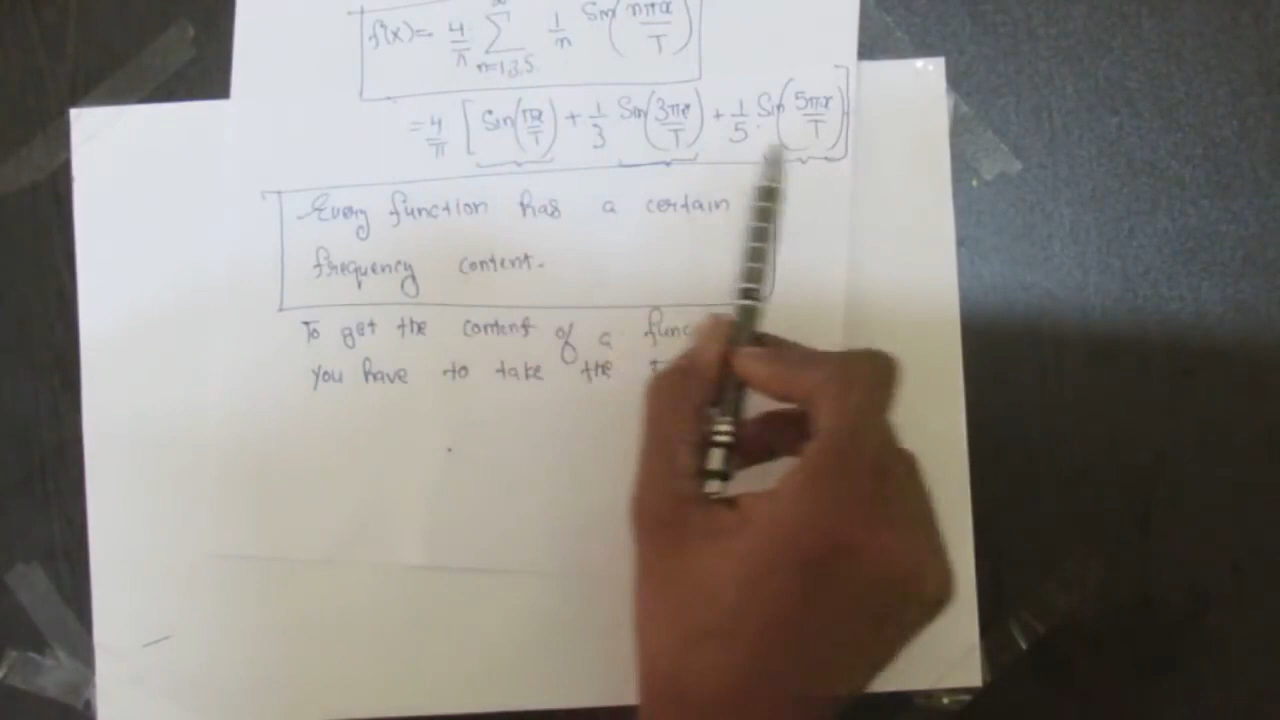 f(x) = 4/π ∑ n=1,3,5 1/n Sin(nπx/T)
= 4/π [ Sin(πx/T) + 1/3 Sin(3πx/T) + 1/5 Sin(5πx/T) ]
Every function has a certain
frequency content.
To get the content of a
You have to take the